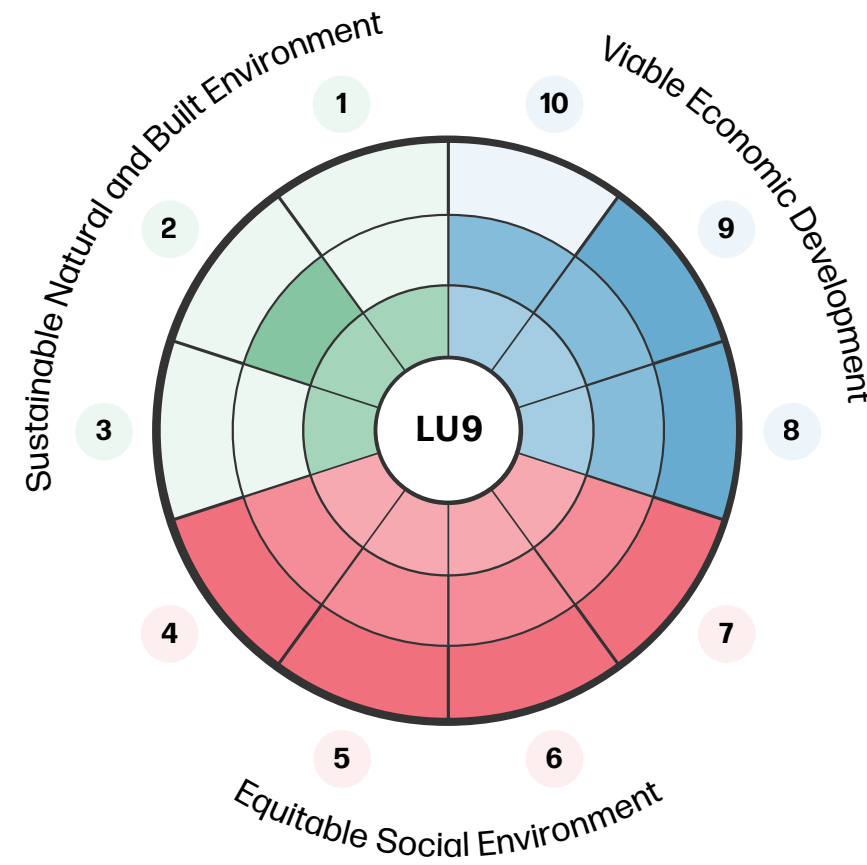 Sustainable Natural and Built Environment
Viable Economic Development
1
10
2
9
3
LU9
8
4
7
5
6
Equitable Social Environment